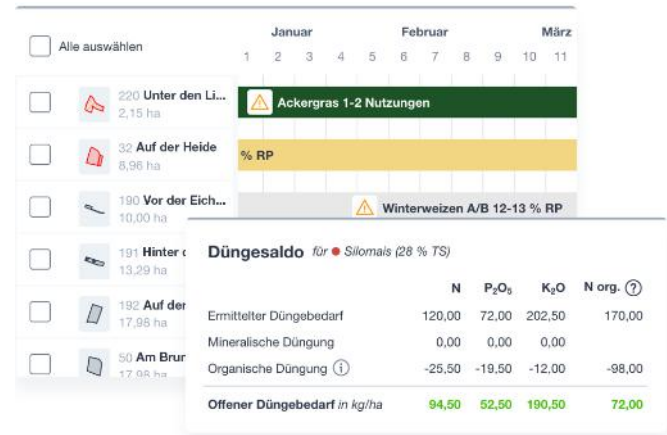 Januar Februar März
Alle auswählen 1 2 3 4 5 6 7 8 9 10 11
220 Unter den Li...
2,15 ha
Ackergras 1-2 Nutzungen
32 Auf der Heide
8,96 ha
% RP
190 Vor der Eich...
10,00 ha
Winterweizen A/B 12-13 % RP
191 Hinter
13,29 ha
192 Auf der
17,98 ha
50 Am Brun
17,98 ha
Düngesaldo für Silomais (28 % TS)
N P₂O₅ K₂O N org. ?
Ermittelter Düngebedarf 120,00 72,00 202,50 170,00
Mineralische Düngung 0,00 0,00 0,00
Organische Düngung i -25,50 -19,50 -12,00 -98,00
Offener Düngebedarf in kg/ha 94,50 52,50 190,50 72,00